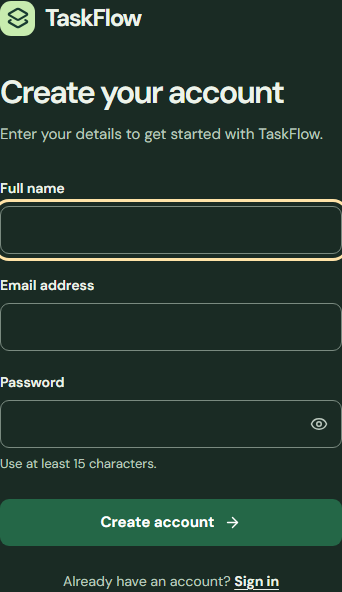 TaskFlow
Create your account
Enter your details to get started with TaskFlow.
Full name
Email address
Password
Use at least 15 characters.
Create account →
Already have an account? Sign in